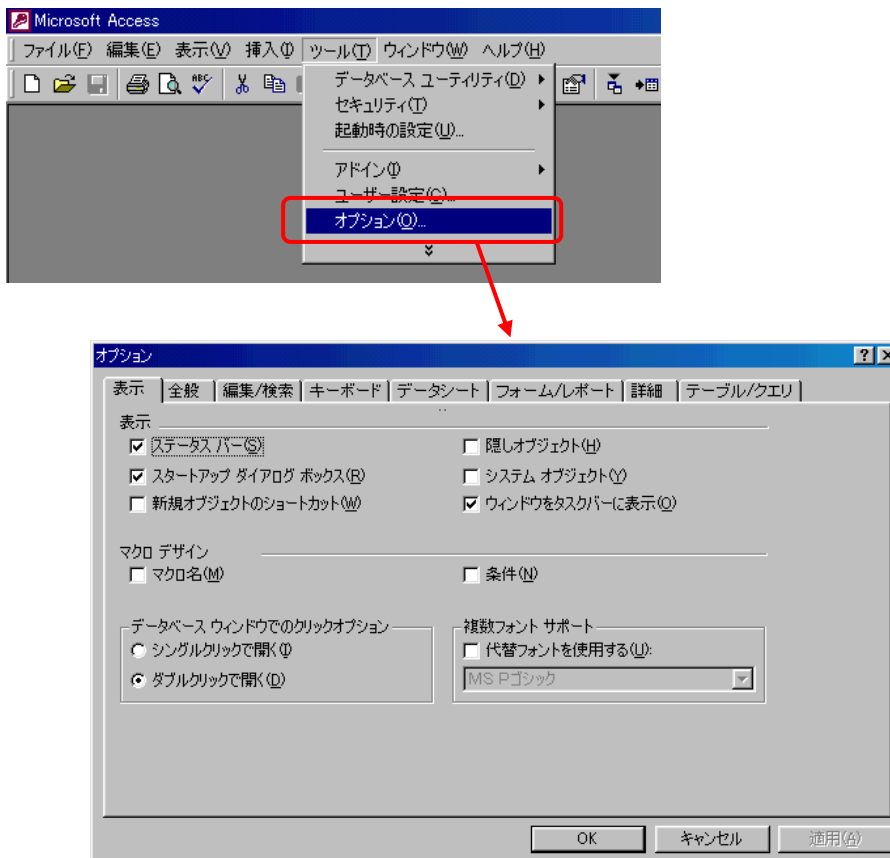 Microsoft Access
ファイル(F) 編集(E) 表示(V) 挿入(I) ツール(T) ウィンドウ(W) ヘルプ(H)
ABC
データベース ユーティリティ(D)
セキュリティ(T)
起動時の設定(U)...
アドイン(I)
ユーザー設定(C)...
オプション(O)...
オプション
表示 全般 編集/検索 キーボード データシート フォーム/レポート 詳細 テーブル/クエリ
表示
ステータス バー(S) 隠しオブジェクト(H)
スタートアップ ダイアログ ボックス(R) システム オブジェクト(Y)
新規オブジェクトのショートカット(W) ウィンドウをタスクバーに表示(O)
マクロ デザイン
マクロ名(M) 条件(N)
データベース ウィンドウでのクリックオプション 複数フォント サポート
シングルクリックで開く(I) 代替フォントを使用する(U):
ダブルクリックで開く(D) MS Pゴシック
OK キャンセル 適用(A)